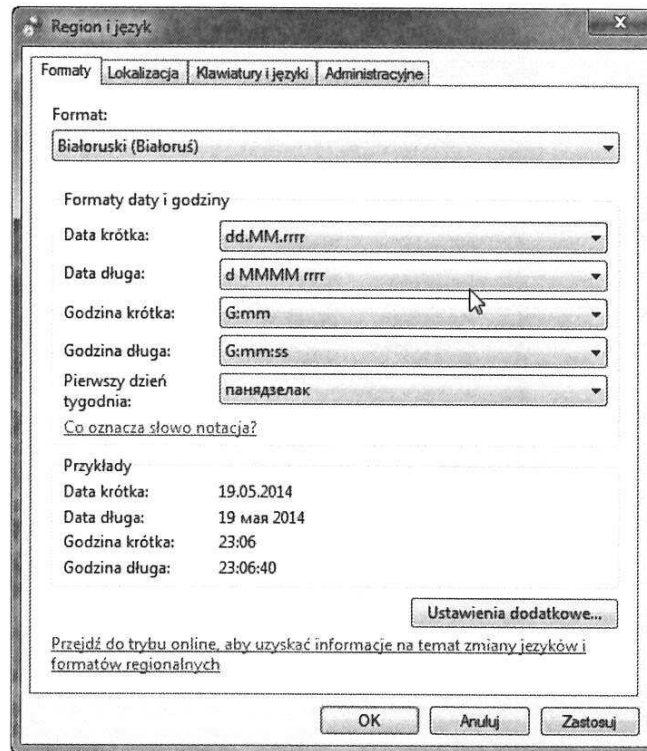 Region i język
x
Formaty Lokalizacja Klawiatury i języki Administracyjne
Format:
Białoruski (Białoruś)
Formaty daty i godziny
Data krótka: dd.MM.rrrr
Data długa: d MMMM rrrr
Godzina krótka: G:mm
Godzina długa: G:mm:ss
Pierwszy dzień
tygodnia: панядзелак
Co oznacza słowo notacja?
Przykłady
Data krótka: 19.05.2014
Data długa: 19 мая 2014
Godzina krótka: 23:06
Godzina długa: 23:06:40
Ustawienia dodatkowe...
Przejdź do trybu online, aby uzyskać informacje na temat zmiany języków i
formatów regionalnych
OK Anuluj Zastosuj